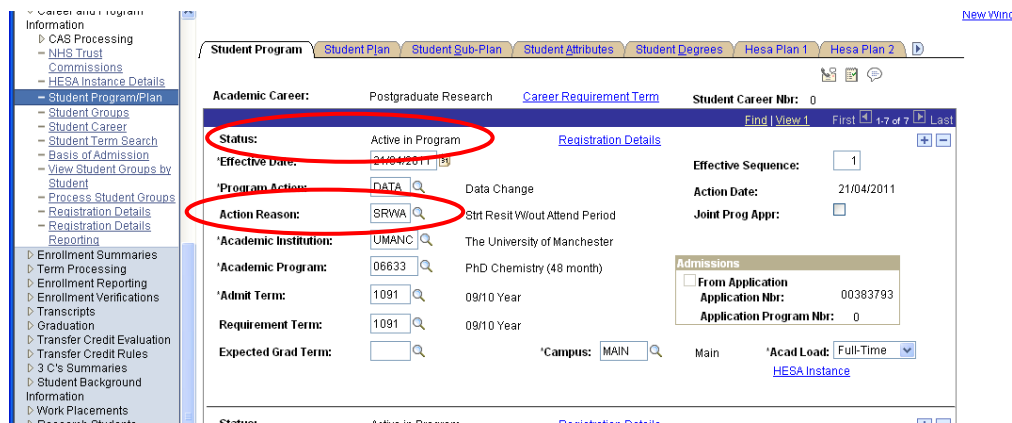 Career and Program
Information
CAS Processing
NHS Trust
Commissions
HESA Instance Details
Student Program/Plan
Student Groups
Student Career
Student Term Search
Basis of Admission
View Student Groups by
Student
Process Student Groups
Registration Details
Registration Details
Reporting
Enrollment Summaries
Term Processing
Enrollment Reporting
Enrollment Verifications
Transcripts
Graduation
Transfer Credit Evaluation
Transfer Credit Rules
3 C's Summaries
Student Background
Information
Work Placements
Research Students
New Wind
Student Program Student Plan Student Sub-Plan Student Attributes Student Degrees Hesa Plan 1 Hesa Plan 2
Academic Career: Postgraduate Research Career Requirement Term Student Career Nbr: 0
Find | View 1 First 1-7 of 7 Last
Status: Active in Program Registration Details
*Effective Date: 21/04/2011 Effective Sequence: 1
*Program Action: DATA Data Change Action Date: 21/04/2011
Action Reason: SRWA Strt Resit W/out Attend Period Joint Prog Appr:
*Academic Institution: UMANC The University of Manchester
*Academic Program: 06633 PhD Chemistry (48 month)
Admissions
From Application
Application Nbr: 00383793
Application Program Nbr: 0
*Admit Term: 1091 09/10 Year
Requirement Term: 1091 09/10 Year
Expected Grad Term: *Campus: MAIN Main *Acad Load: Full-Time
HESA Instance
Status: Active in Program Registration Details